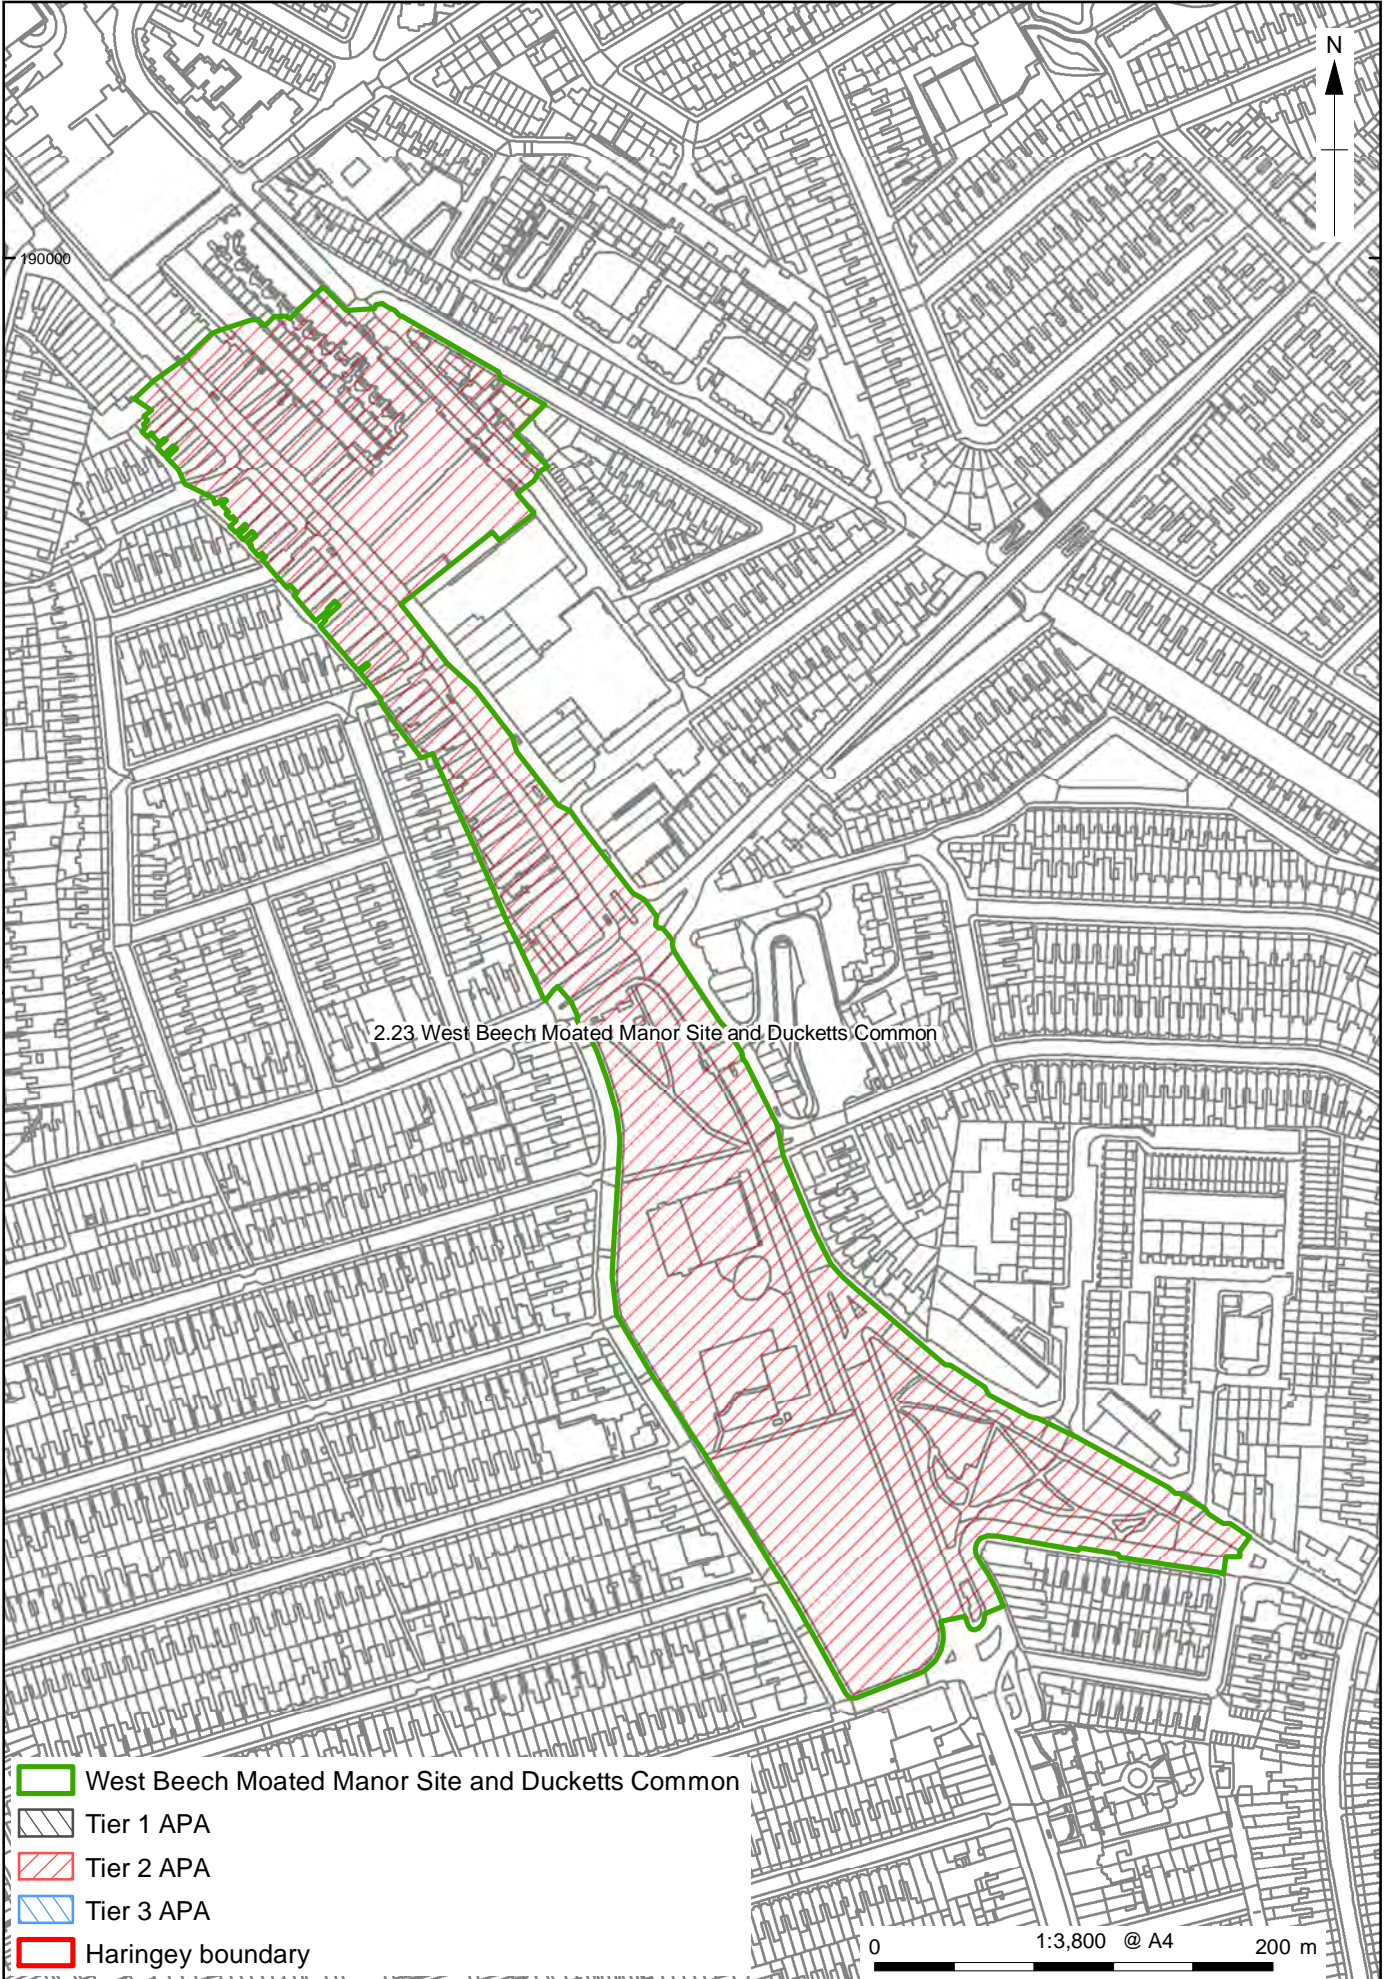 N
190000
2.23 West Beech Moated Manor Site and Ducketts Common
West Beech Moated Manor Site and Ducketts Common
Tier 1 APA
Tier 2 APA
Tier 3 APA
Haringey boundary
0 1:3,800 @ A4 200 m